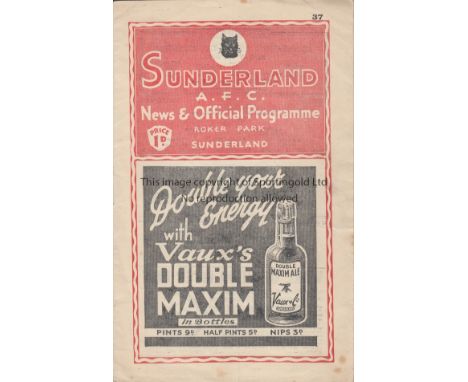 37
SUNDERLAND
A.F.C.
News & Official Programme
PRICE
1D
ROKER PARK
SUNDERLAND
This image copyright of Sportingold Ltd
No reproduction allowed
Double your
Energy
with
Vaux's
DOUBLE
MAXIM
In Bottles
DOUBLE
MAXIM ALE
Vaux & Co
PINTS 9D HALF PINTS 5D NIPS 3D